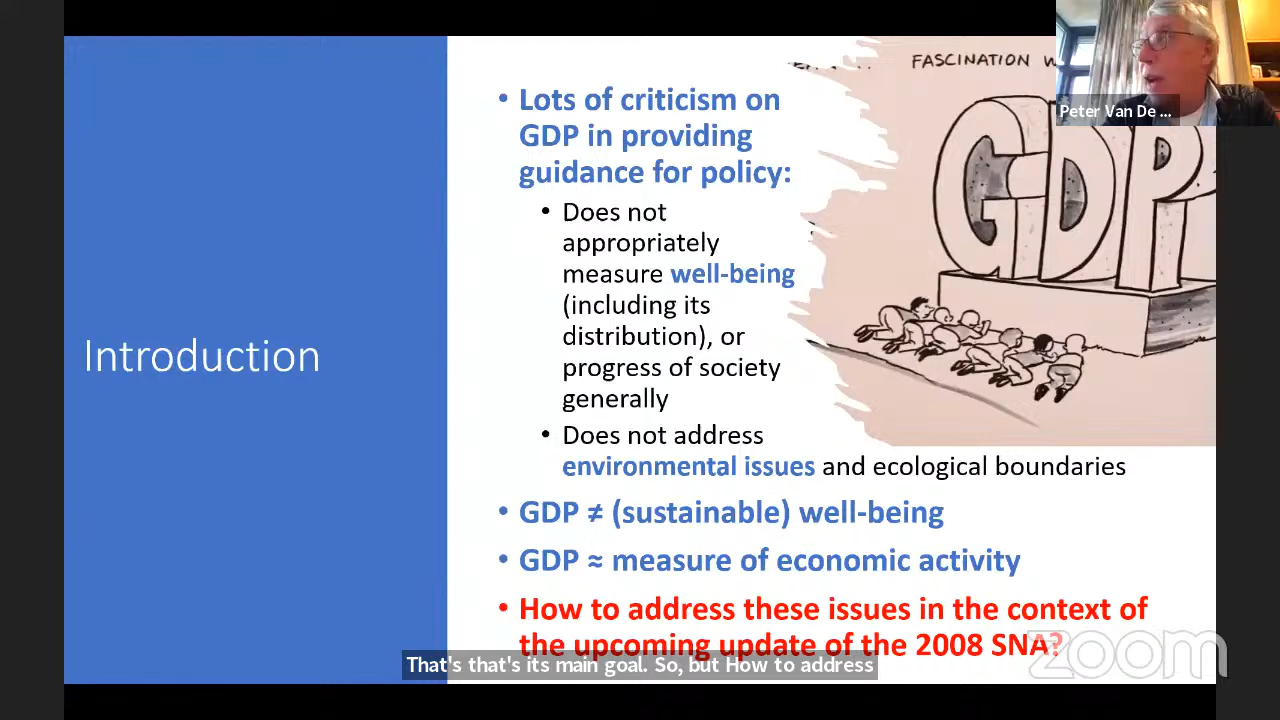 FASCINATION
Peter Van De ...
• Lots of criticism on
GDP in providing
guidance for policy:
• Does not
appropriately
measure well-being
(including its
distribution), or
progress of society
generally
• Does not address
environmental issues and ecological boundaries
• GDP ≠ (sustainable) well-being
• GDP ≈ measure of economic activity
• How to address these issues in the context of
the upcoming update of the 2008 SNA?
Introduction
GDP
That's that's its main goal. So, but How to address
zoom